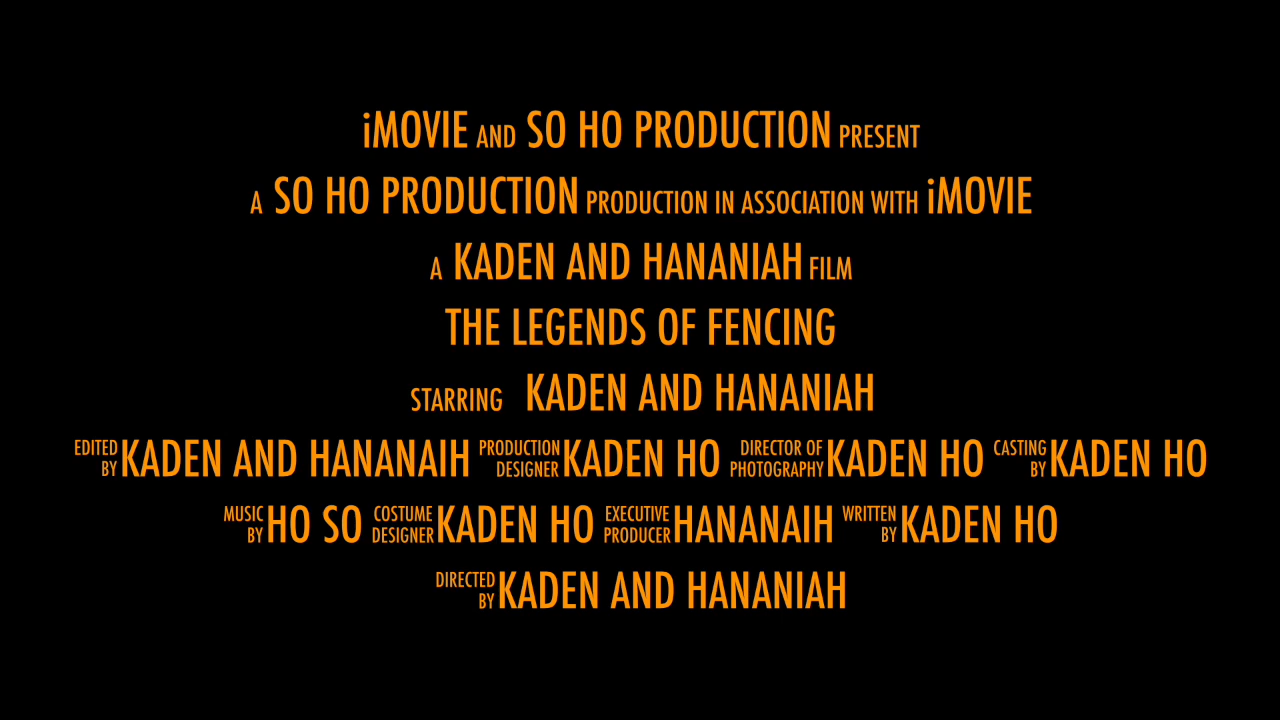 iMOVIE AND SO HO PRODUCTION PRESENT
A SO HO PRODUCTION PRODUCTION IN ASSOCIATION WITH iMOVIE
A KADEN AND HANANIAH FILM
THE LEGENDS OF FENCING
STARRING KADEN AND HANANIAH
EDITED BY KADEN AND HANANAIH PRODUCTION DESIGNER KADEN HO DIRECTOR OF PHOTOGRAPHY KADEN HO CASTING BY KADEN HO
MUSIC BY HO SO COSTUME DESIGNER KADEN HO EXECUTIVE PRODUCER HANANAIH WRITTEN BY KADEN HO
DIRECTED BY KADEN AND HANANIAH